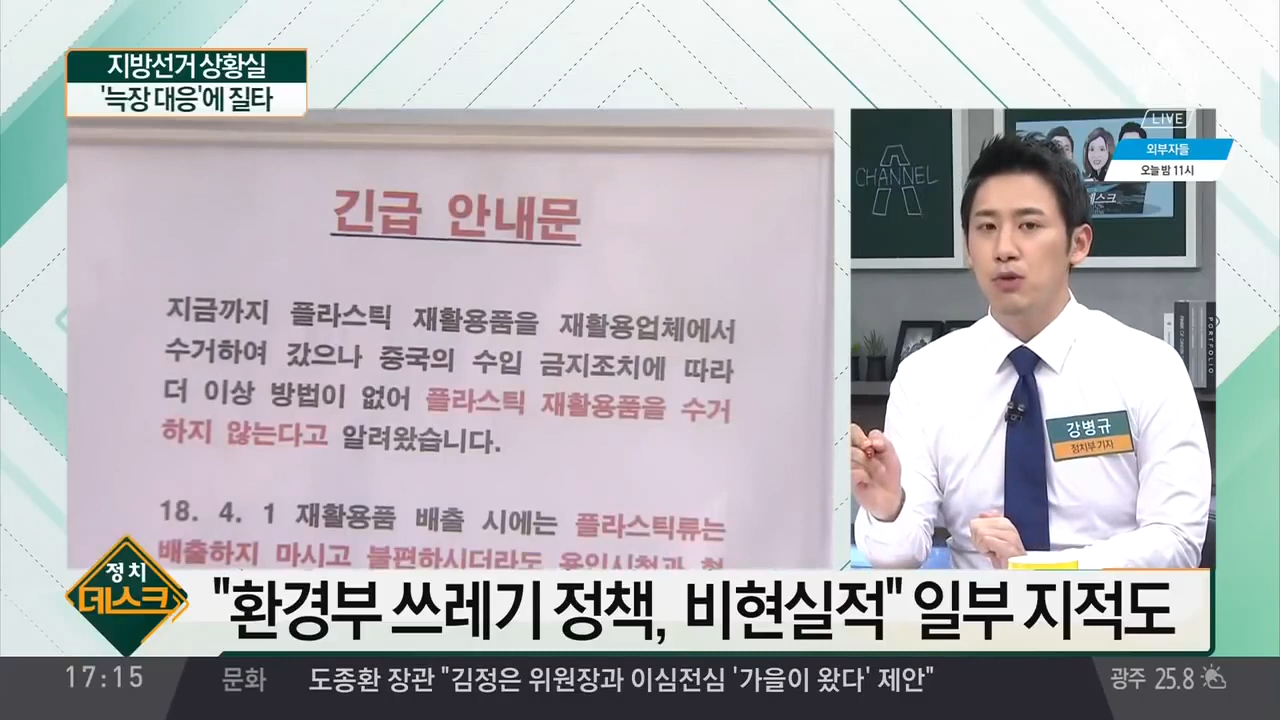 지방선거 상황실
'늑장 대응'에 질타
LIVE
외부자들
오늘 밤 11시
CHANNEL
데스크
PORTFOLIO
긴급 안내문
지금까지 플라스틱 재활용품을 재활용업체에서
수거하여 갔으나 중국의 수입 금지조치에 따라
더 이상 방법이 없어 플라스틱 재활용품을 수거
하지 않는다고 알려왔습니다.
18. 4. 1 재활용품 배출 시에는 플라스틱류는
배출하지 마시고 불편하시더라도 용인시청과
강병규
정치부 기자
정치
데스크
"환경부 쓰레기 정책, 비현실적" 일부 지적도
17:15
문화
도종환 장관 "김정은 위원장과 이심전심 '가을이 왔다' 제안"
광주 25.8